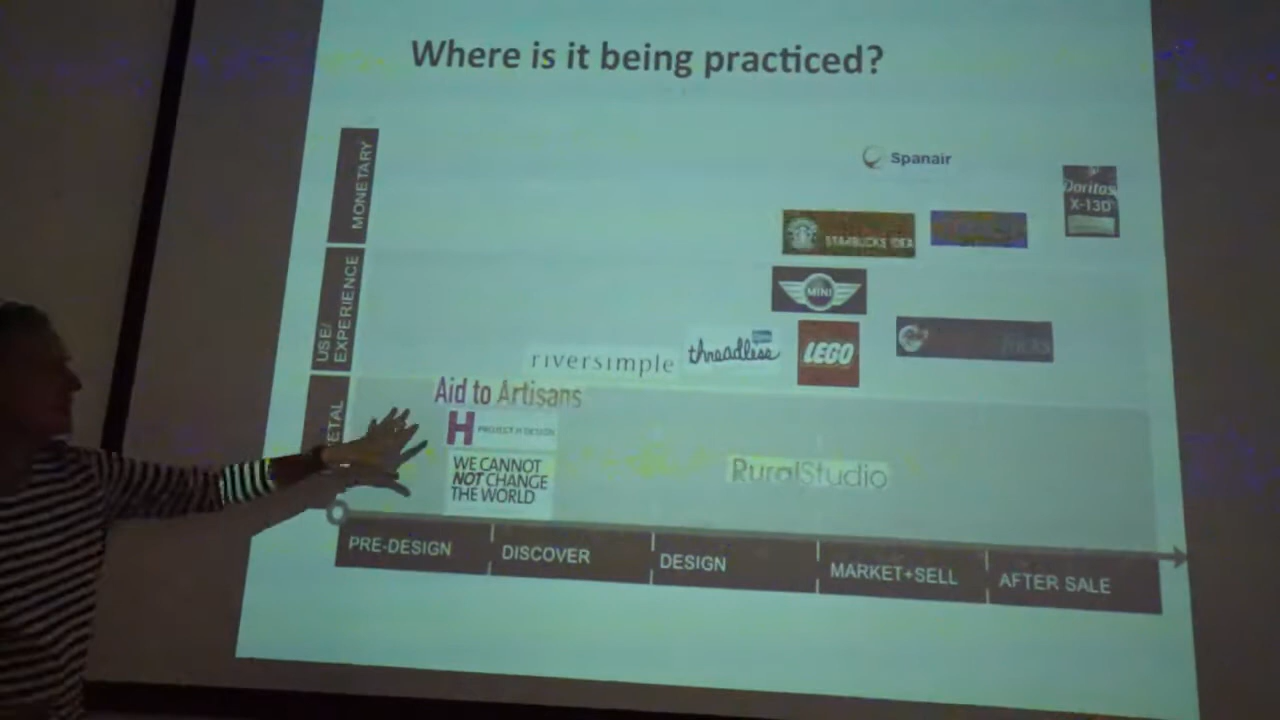 Where is it being practiced?
MONETARY
Spanair
Doritos
X-13D
STARBUCKS IDEA
USE/
EXPERIENCE
MINI
riversimple
threadless
LEGO
ETAL
Aid to Artisans
H PROJECT H DESIGN
WE CANNOT
NOT CHANGE
THE WORLD
RuralStudio
PRE-DESIGN
DISCOVER
DESIGN
MARKET+SELL
AFTER SALE